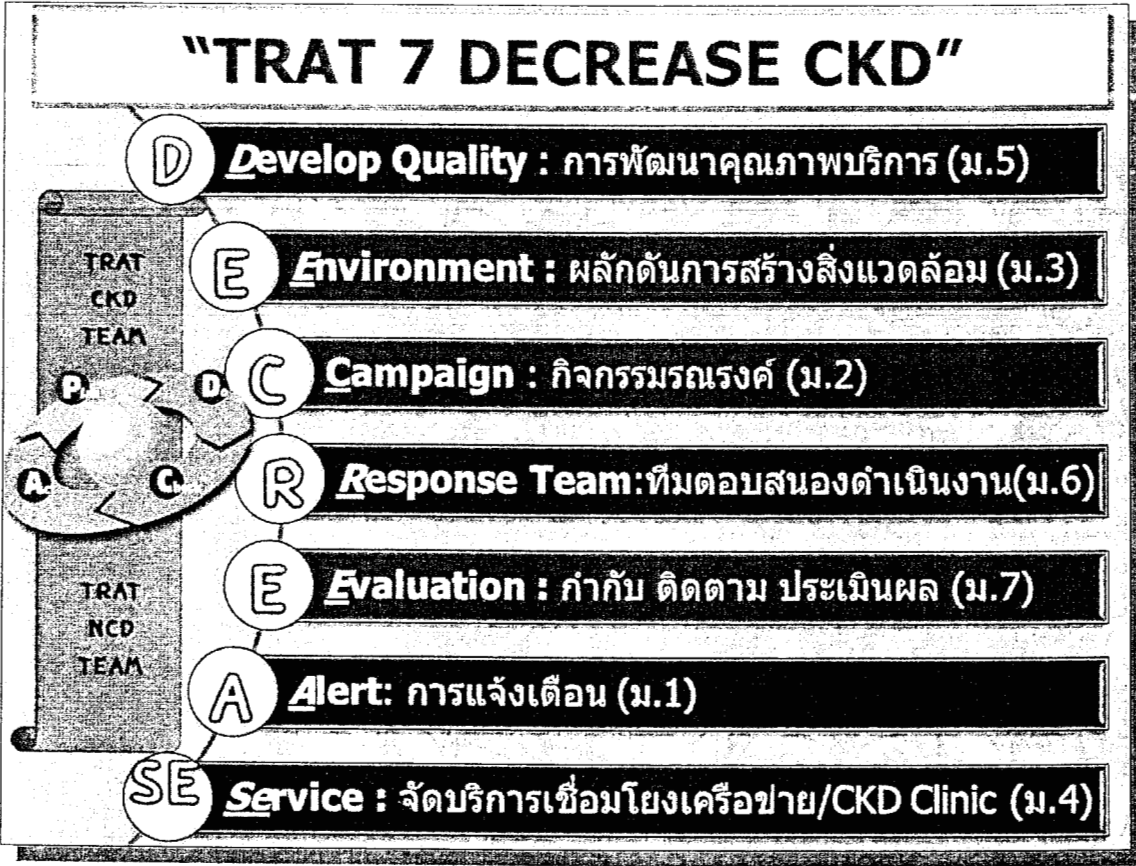 “TRAT 7 DECREASE CKD”
D
Develop Quality : การพัฒนาคุณภาพบริการ (ม.5)
E
Environment : ผลักดันการสร้างสิ่งแวดล้อม (ม.3)
C
Campaign : กิจกรรมรณรงค์ (ม.2)
R
Response Team:ทีมตอบสนองดำเนินงาน(ม.6)
E
Evaluation : กำกับ ติดตาม ประเมินผล (ม.7)
A
Alert: การแจ้งเตือน (ม.1)
SE
Service : จัดบริการเชื่อมโยงเครือข่าย/CKD Clinic (ม.4)
TRAT
CKD
TEAM
P.
D.
A.
C.
TRAT
NCD
TEAM